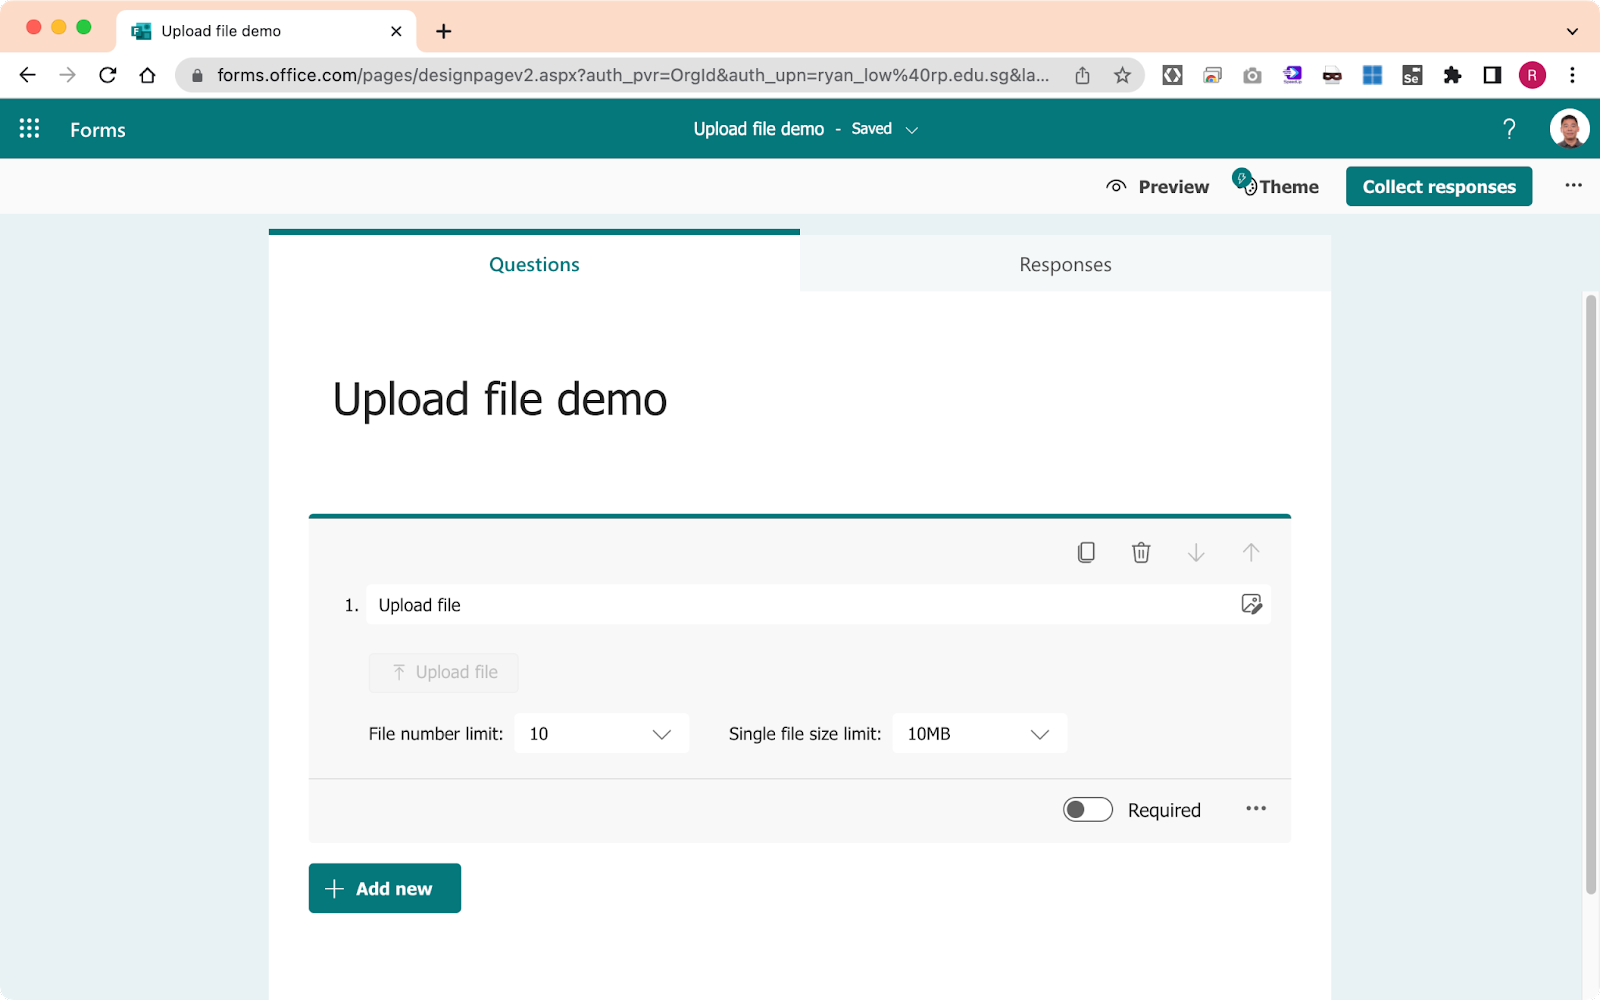 Upload file demo
forms.office.com/pages/designpagev2.aspx?auth_pvr=OrgId&auth_upn=ryan_low%40rp.edu.sg&la...
Se
R
Forms
Upload file demo - Saved
?
Preview
Theme
Collect responses
Questions
Responses
Upload file demo
1. Upload file
Upload file
File number limit: 10
Single file size limit: 10MB
Required
Add new